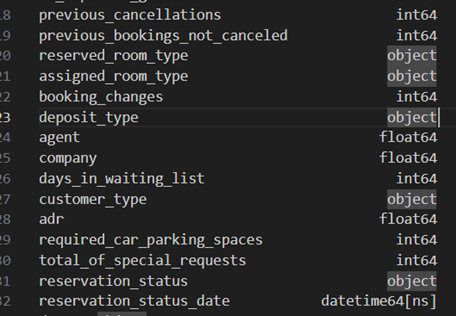 18 previous_cancellations int64
19 previous_bookings_not_canceled int64
20 reserved_room_type object
21 assigned_room_type object
22 booking_changes int64
23 deposit_type object
24 agent float64
25 company float64
26 days_in_waiting_list int64
27 customer_type object
28 adr float64
29 required_car_parking_spaces int64
30 total_of_special_requests int64
31 reservation_status object
32 reservation_status_date datetime64[ns]